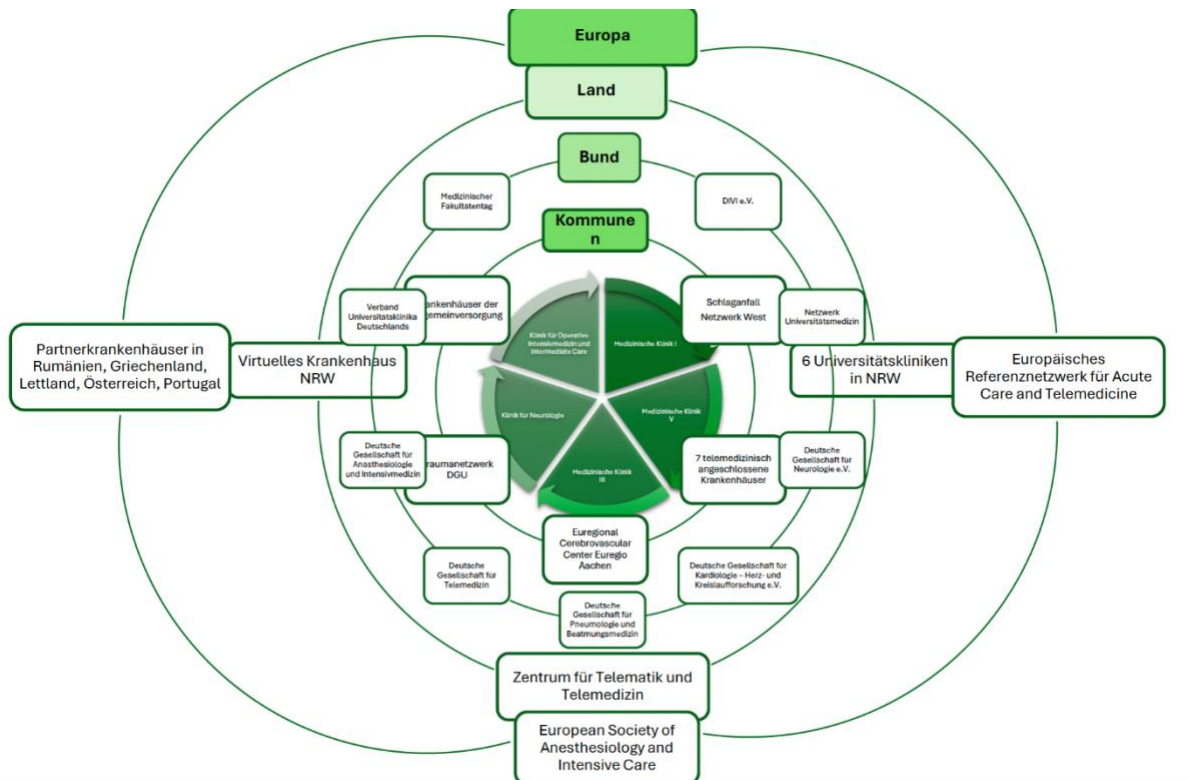 Europa
Land
Bund
Kommune
n
Medizinischer
Fakultätentag
DIVI e.V.
Verband
Universitätsklinika
Deutschlands
ankenhäuser der
gemeinversorgung
Schlaganfall
Netzwerk West
Netzwerk
Universitätsmedizin
Klinik für Operative
Intensivmedizin und
Intermediate Care
Medizinische Klinik I
Partnerkrankenhäuser in
Rumänien, Griechenland,
Lettland, Österreich, Portugal
Virtuelles Krankenhaus
NRW
6 Universitätskliniken
in NRW
Europäisches
Referenznetzwerk für Acute
Care and Telemedicine
Klinik für Neurologie
Medizinische Klinik
V
Medizinische Klinik
III
Deutsche
Gesellschaft für
Anästhesiologie
und Intensivmedizin
raumanetzwerk
DGU
7 telemedizinisch
angeschlossene
Krankenhäuser
Deutsche
Gesellschaft für
Neurologie e.V.
Euregional
Cerebrovascular
Center Euregio
Aachen
Deutsche
Gesellschaft für
Telemedizin
Deutsche Gesellschaft für
Kardiologie – Herz- und
Kreislaufforschung e.V.
Deutsche
Gesellschaft für
Pneumologie und
Beatmungsmedizin
Zentrum für Telematik und
Telemedizin
European Society of
Anesthesiology and
Intensive Care